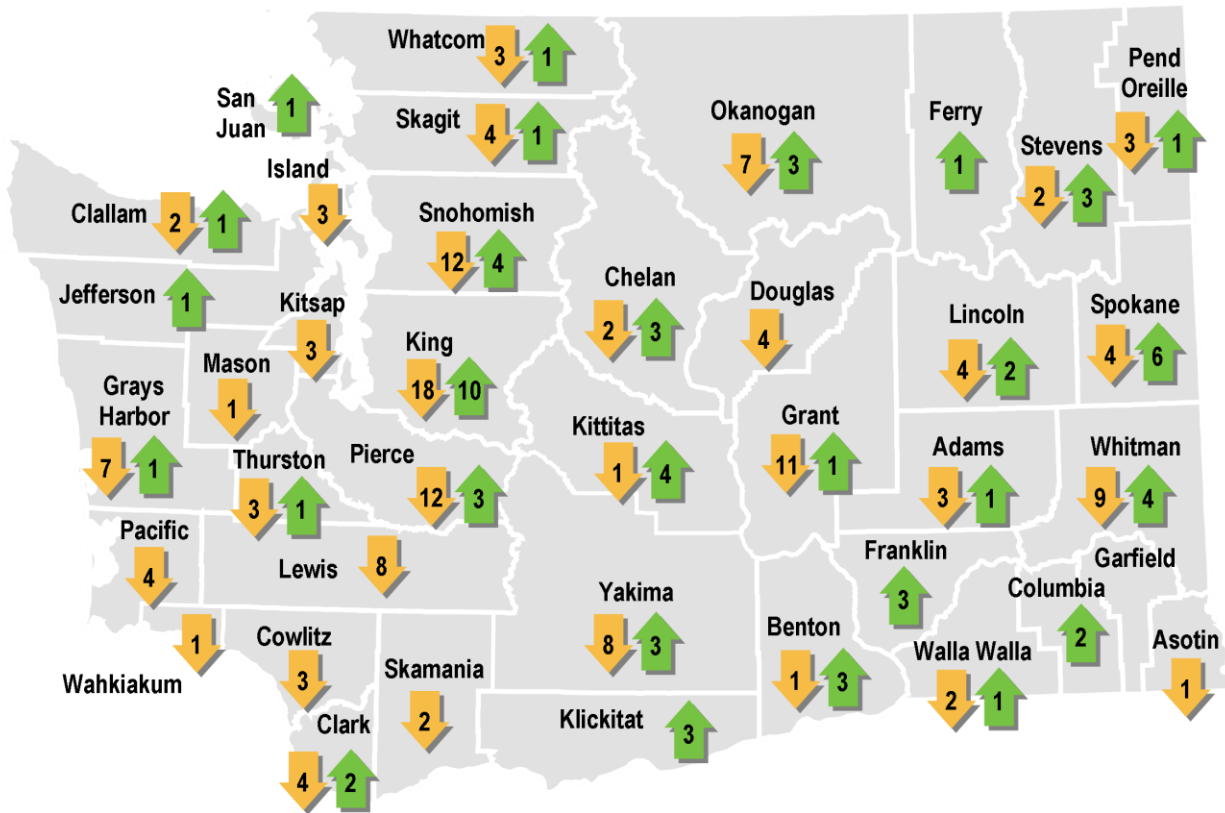 Whatcom
3 1
San
Juan
1
Skagit
4 1
Okanogan
7 3
Ferry
1
Pend
Oreille
3 1
Stevens
2 3
Island
3
Clallam
2 1
Snohomish
12 4
Jefferson
1
Kitsap
3
Chelan
2 3
Douglas
4
Lincoln
4 2
Spokane
4 6
King
18 10
Mason
1
Grays
Harbor
7 1
Thurston
3 1
Pierce
12 3
Kittitas
1 4
Grant
11 1
Adams
3 1
Whitman
9 4
Pacific
4
Lewis
8
Yakima
8 3
Franklin
3
Garfield
Columbia
2
Benton
1 3
Walla Walla
2 1
Asotin
1
Wahkiakum
1
Cowlitz
3
Skamania
2
Clark
4 2
Klickitat
3